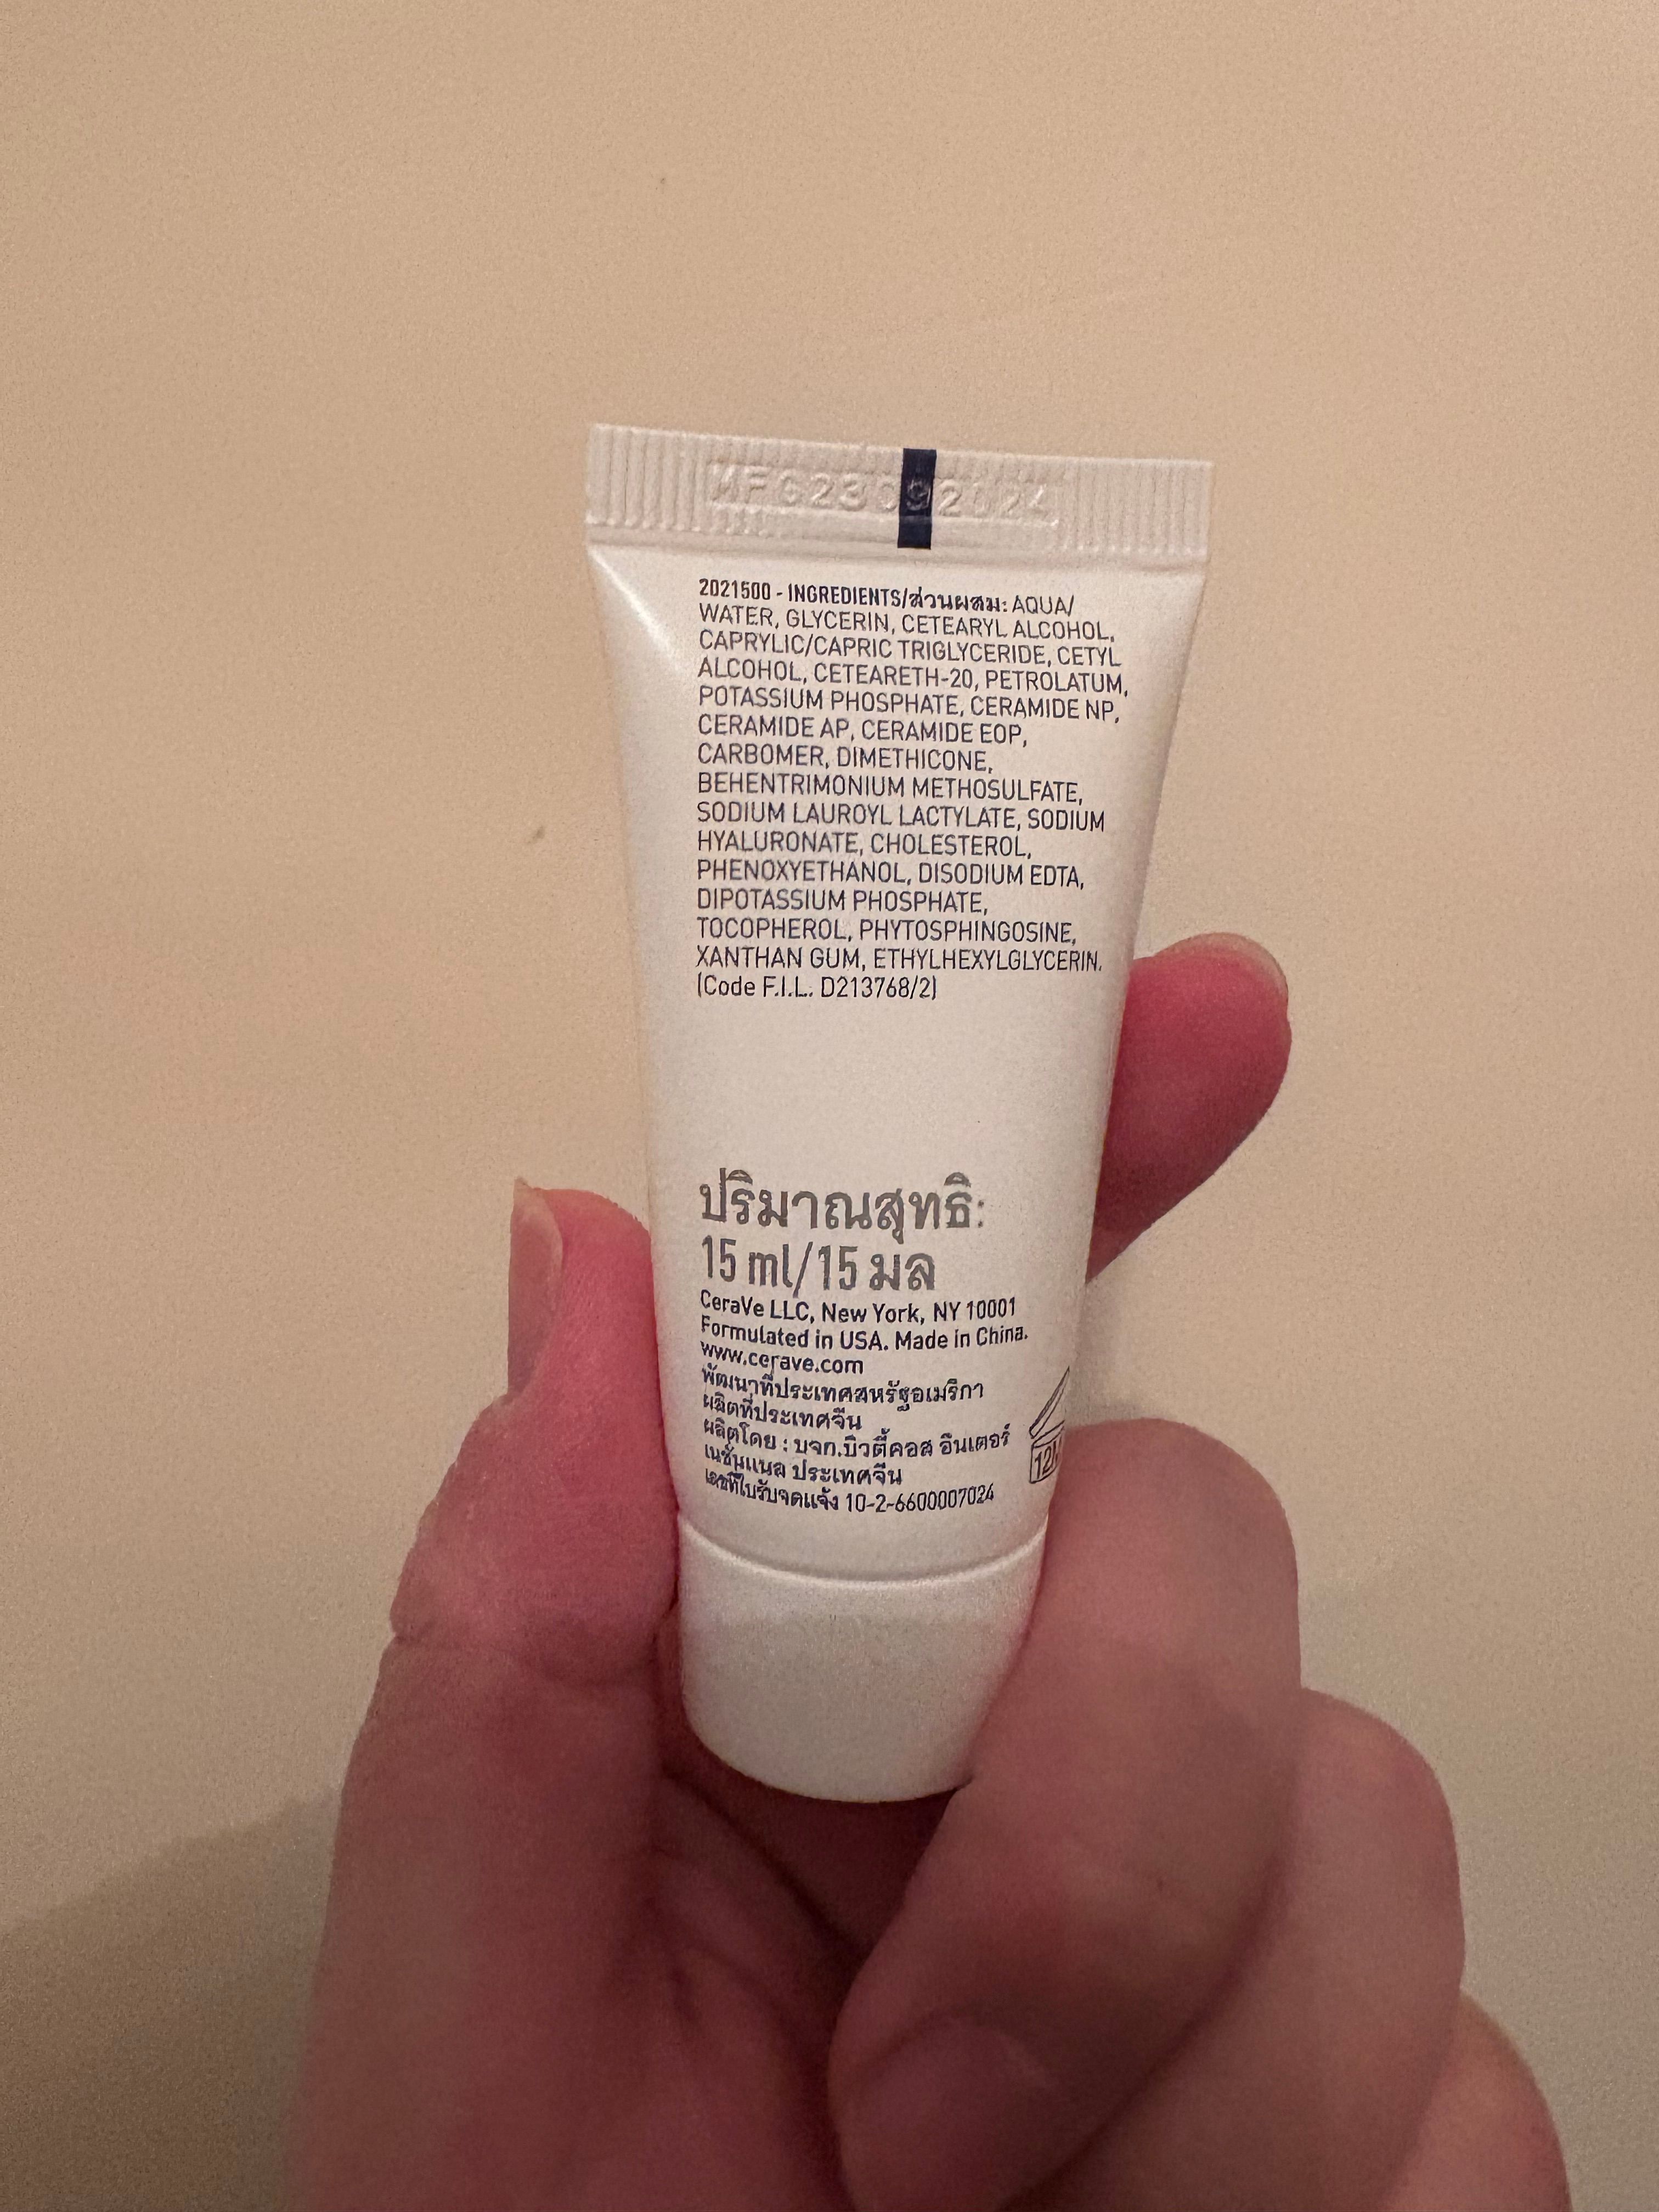 MFG23092024
2021500 - INGREDIENTS/ส่วนผสม: AQUA/
WATER, GLYCERIN, CETEARYL ALCOHOL,
CAPRYLIC/CAPRIC TRIGLYCERIDE, CETYL
ALCOHOL, CETEARETH-20, PETROLATUM,
POTASSIUM PHOSPHATE, CERAMIDE NP,
CERAMIDE AP, CERAMIDE EOP,
CARBOMER, DIMETHICONE,
BEHENTRIMONIUM METHOSULFATE,
SODIUM LAUROYL LACTYLATE, SODIUM
HYALURONATE, CHOLESTEROL,
PHENOXYETHANOL, DISODIUM EDTA,
DIPOTASSIUM PHOSPHATE,
TOCOPHEROL, PHYTOSPHINGOSINE,
XANTHAN GUM, ETHYLHEXYLGLYCERIN.
(Code F.I.L. D213768/2)
ปริมาณสุทธิ:
15 ml/15 มล
CeraVe LLC, New York, NY 10001
Formulated in USA. Made in China.
www.cerave.com
พัฒนาที่ประเทศสหรัฐอเมริกา
ผลิตที่ประเทศจีน
ผลิตโดย : บจก.บิวตี้คอส อินเตอร์
เนชั่นแนล ประเทศจีน
เลขที่ใบรับจดแจ้ง 10-2-6600007024
12M